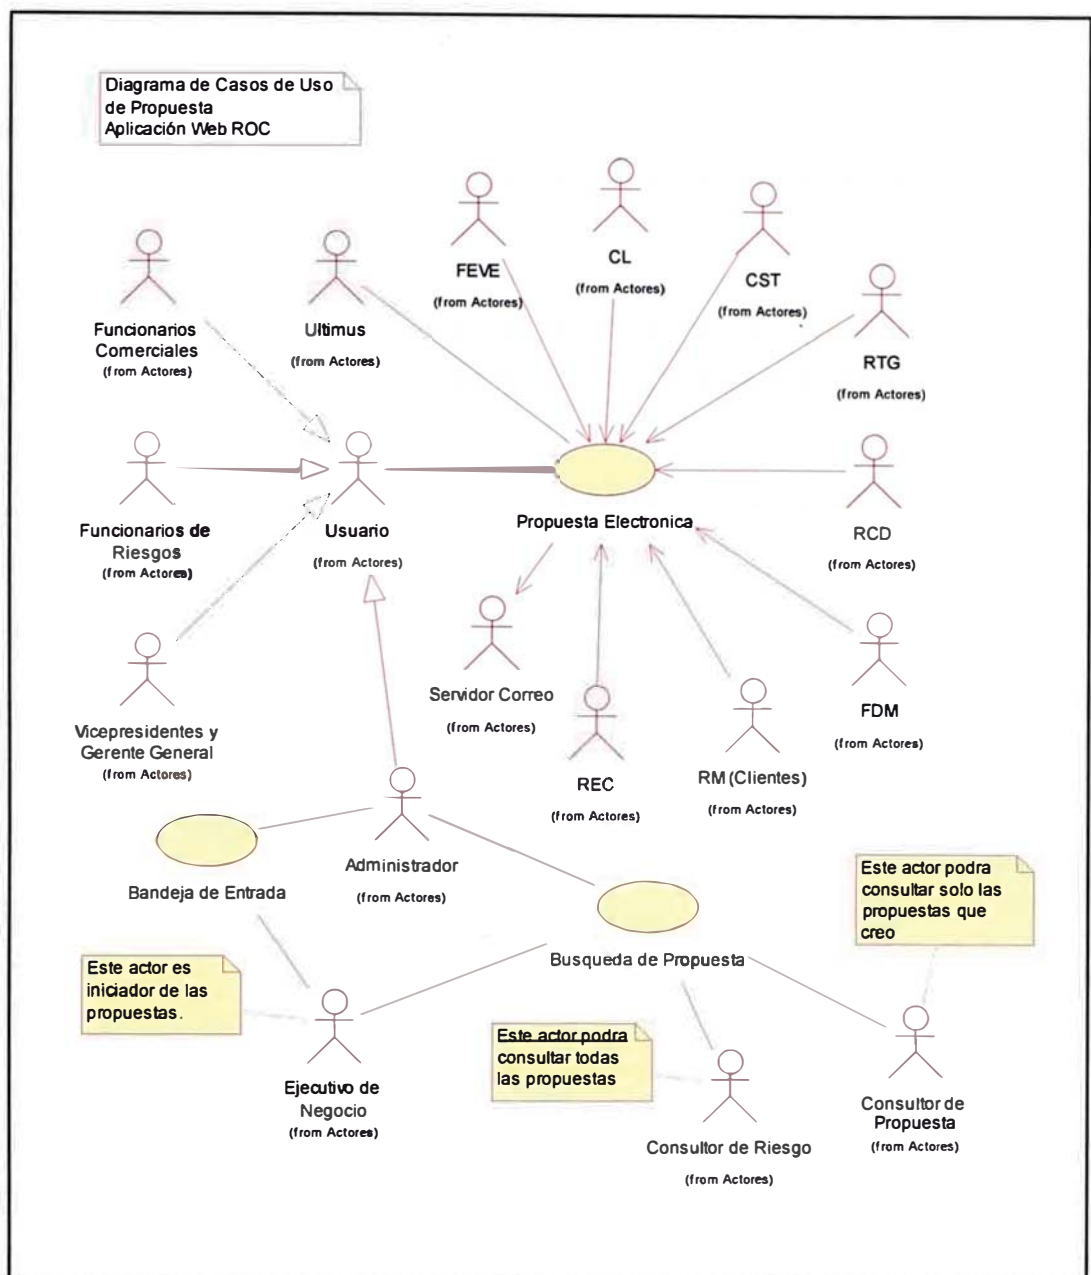 Diagrama de Casos de Uso
de Propuesta
Aplicación Web ROC
FEVE
(from Actores)
CL
(from Actores)
CST
(from Actores)
RTG
(from Actores)
Funcionarios
Comerciales
(from Actores)
Ultimus
(from Actores)
Funcionarios de
Riesgos
(from Actores)
Usuario
(from Actores)
Propuesta Electronica
RCD
(from Actores)
Vicepresidentes y
Gerente General
(from Actores)
Servidor Correo
(from Actores)
REC
(from Actores)
RM (Clientes)
(from Actores)
FDM
(from Actores)
Bandeja de Entrada
Administrador
(from Actores)
Busqueda de Propuesta
Este actor podra
consultar solo las
propuestas que
creo
Este actor es
iniciador de las
propuestas.
Ejecutivo de
Negocio
(from Actores)
Este actor podra
consultar todas
las propuestas
Consultor de Riesgo
(from Actores)
Consultor de
Propuesta
(from Actores)